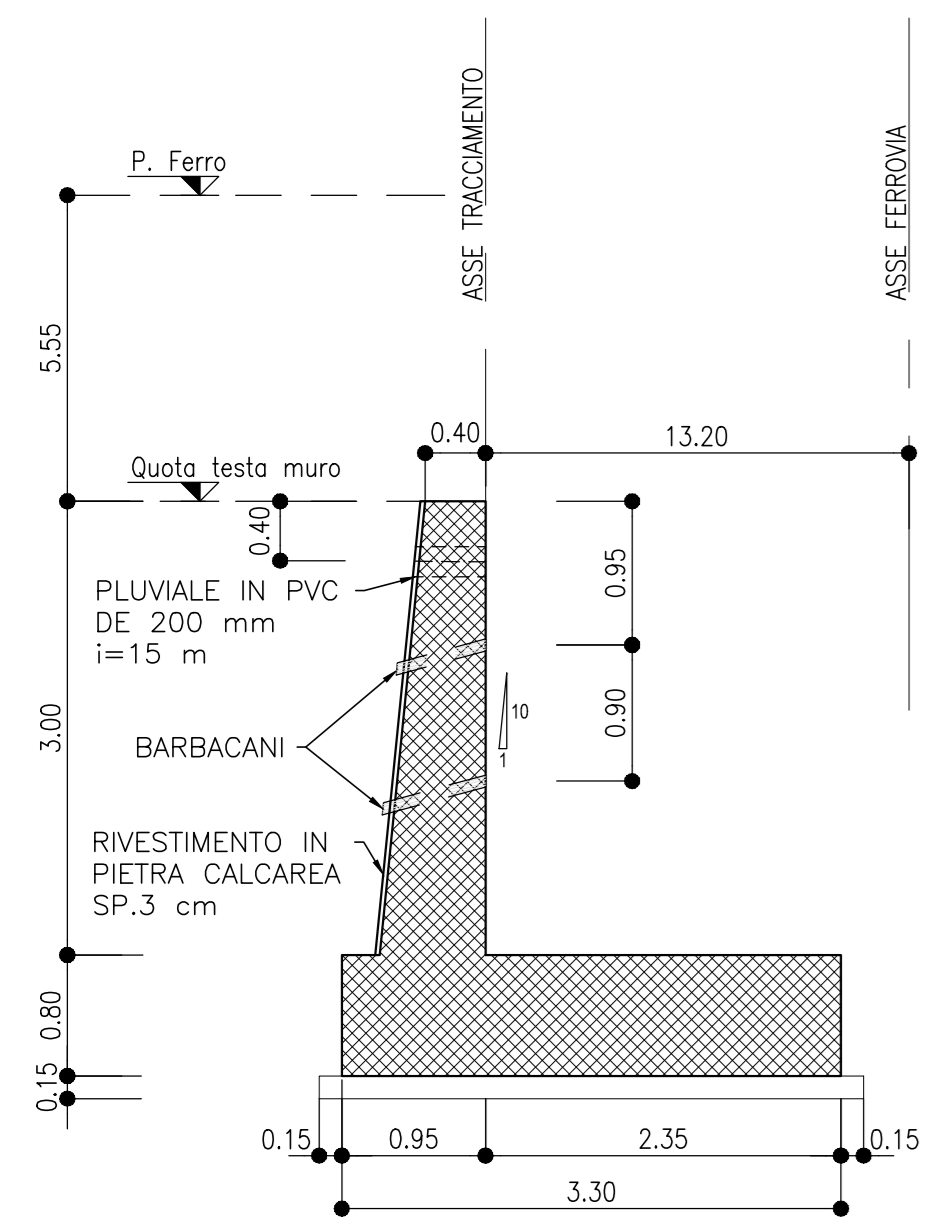 ASSE TRACCIAMENTO
ASSE FERROVIA
P. Ferro
5.55
0.40
13.20
Quota testa muro
0.40
0.95
PLUVIALE IN PVC
DE 200 mm
i=15 m
3.00
0.90
10
1
BARBACANI
RIVESTIMENTO IN
PIETRA CALCAREA
SP.3 cm
0.80
0.15
0.15
0.95
2.35
0.15
3.30